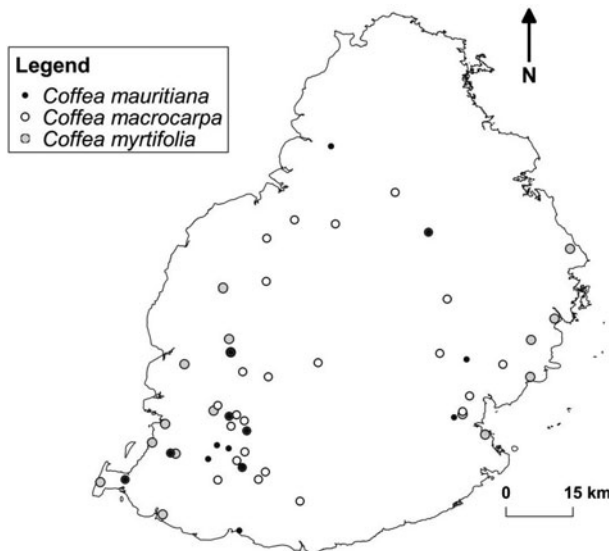 Legend
Coffea mauritiana
Coffea macrocarpa
Coffea myrtifolia
N
0 15 km